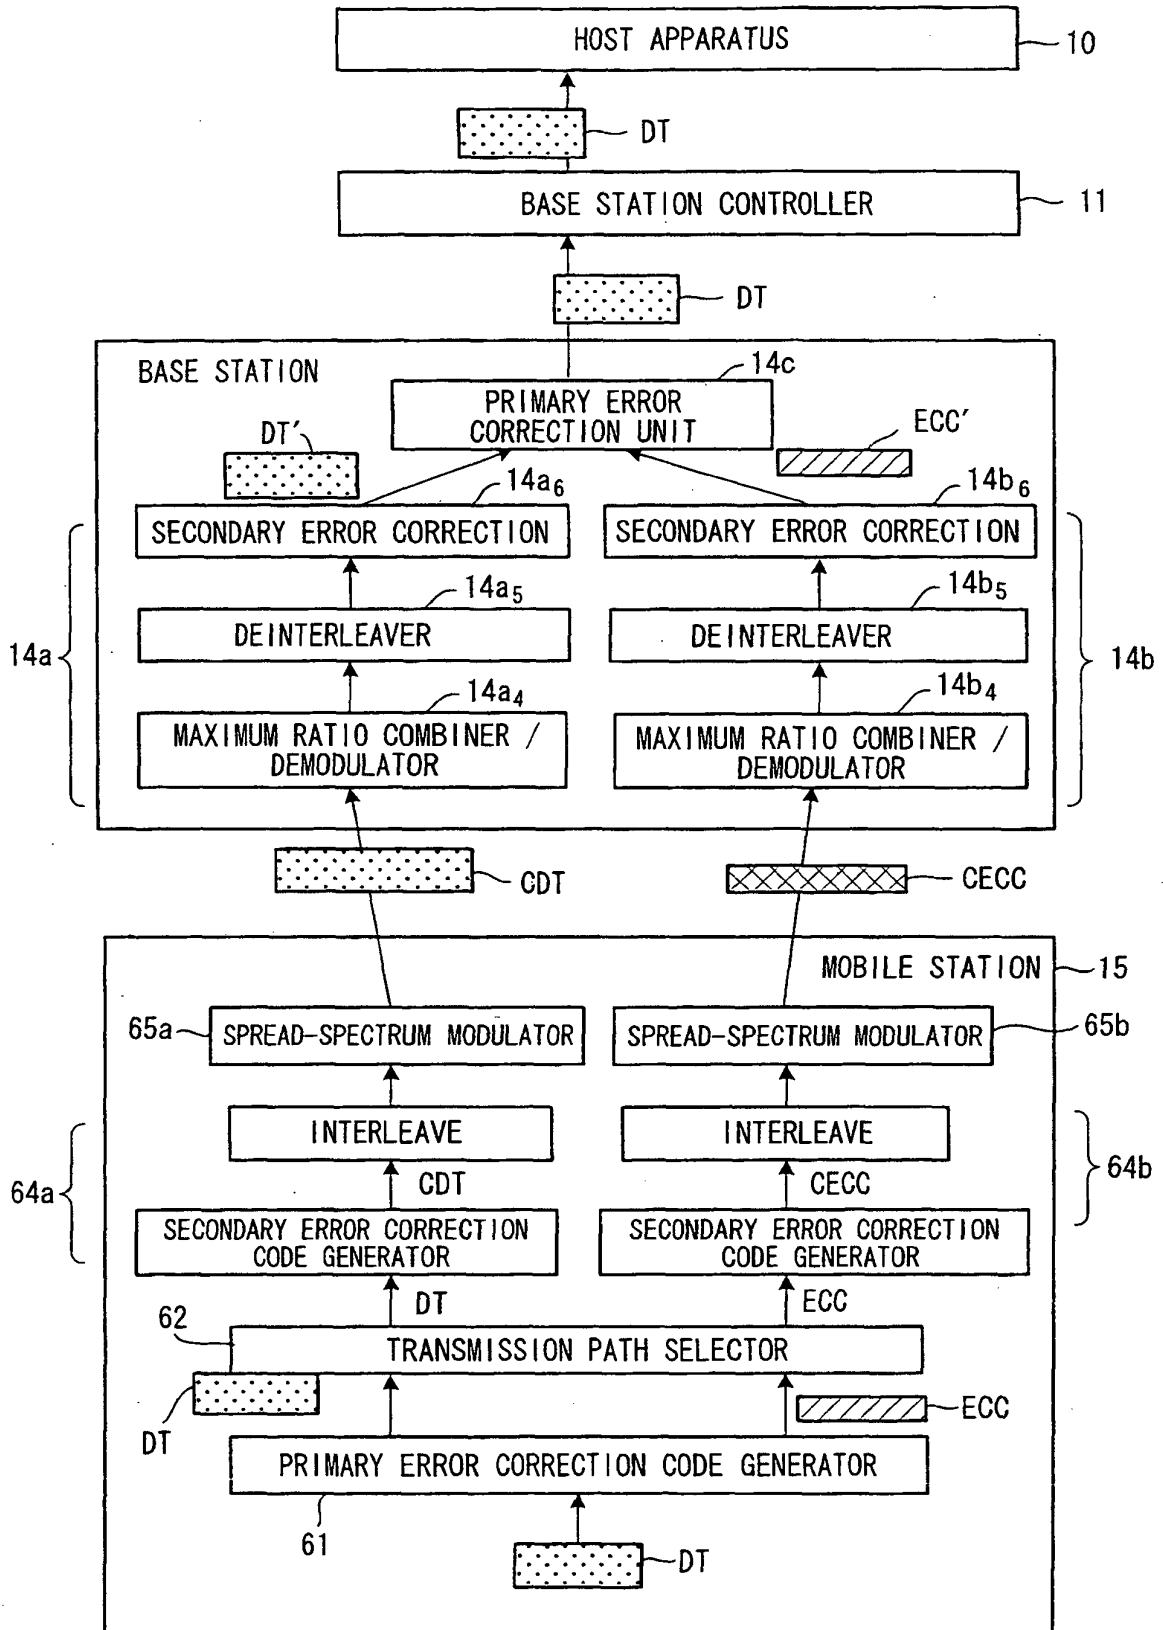 HOST APPARATUS
10
DT
BASE STATION CONTROLLER
11
DT
BASE STATION
14c
PRIMARY ERROR
CORRECTION UNIT
DT'
ECC'
14a6
14b6
SECONDARY ERROR CORRECTION
SECONDARY ERROR CORRECTION
14a5
14b5
DEINTERLEAVER
DEINTERLEAVER
14a
14b
14a4
14b4
MAXIMUM RATIO COMBINER /
DEMODULATOR
MAXIMUM RATIO COMBINER /
DEMODULATOR
CDT
CECC
MOBILE STATION
15
65a
SPREAD-SPECTRUM MODULATOR
SPREAD-SPECTRUM MODULATOR
65b
INTERLEAVE
INTERLEAVE
64a
64b
CDT
CECC
SECONDARY ERROR CORRECTION
CODE GENERATOR
SECONDARY ERROR CORRECTION
CODE GENERATOR
DT
ECC
62
TRANSMISSION PATH SELECTOR
DT
ECC
PRIMARY ERROR CORRECTION CODE GENERATOR
61
DT